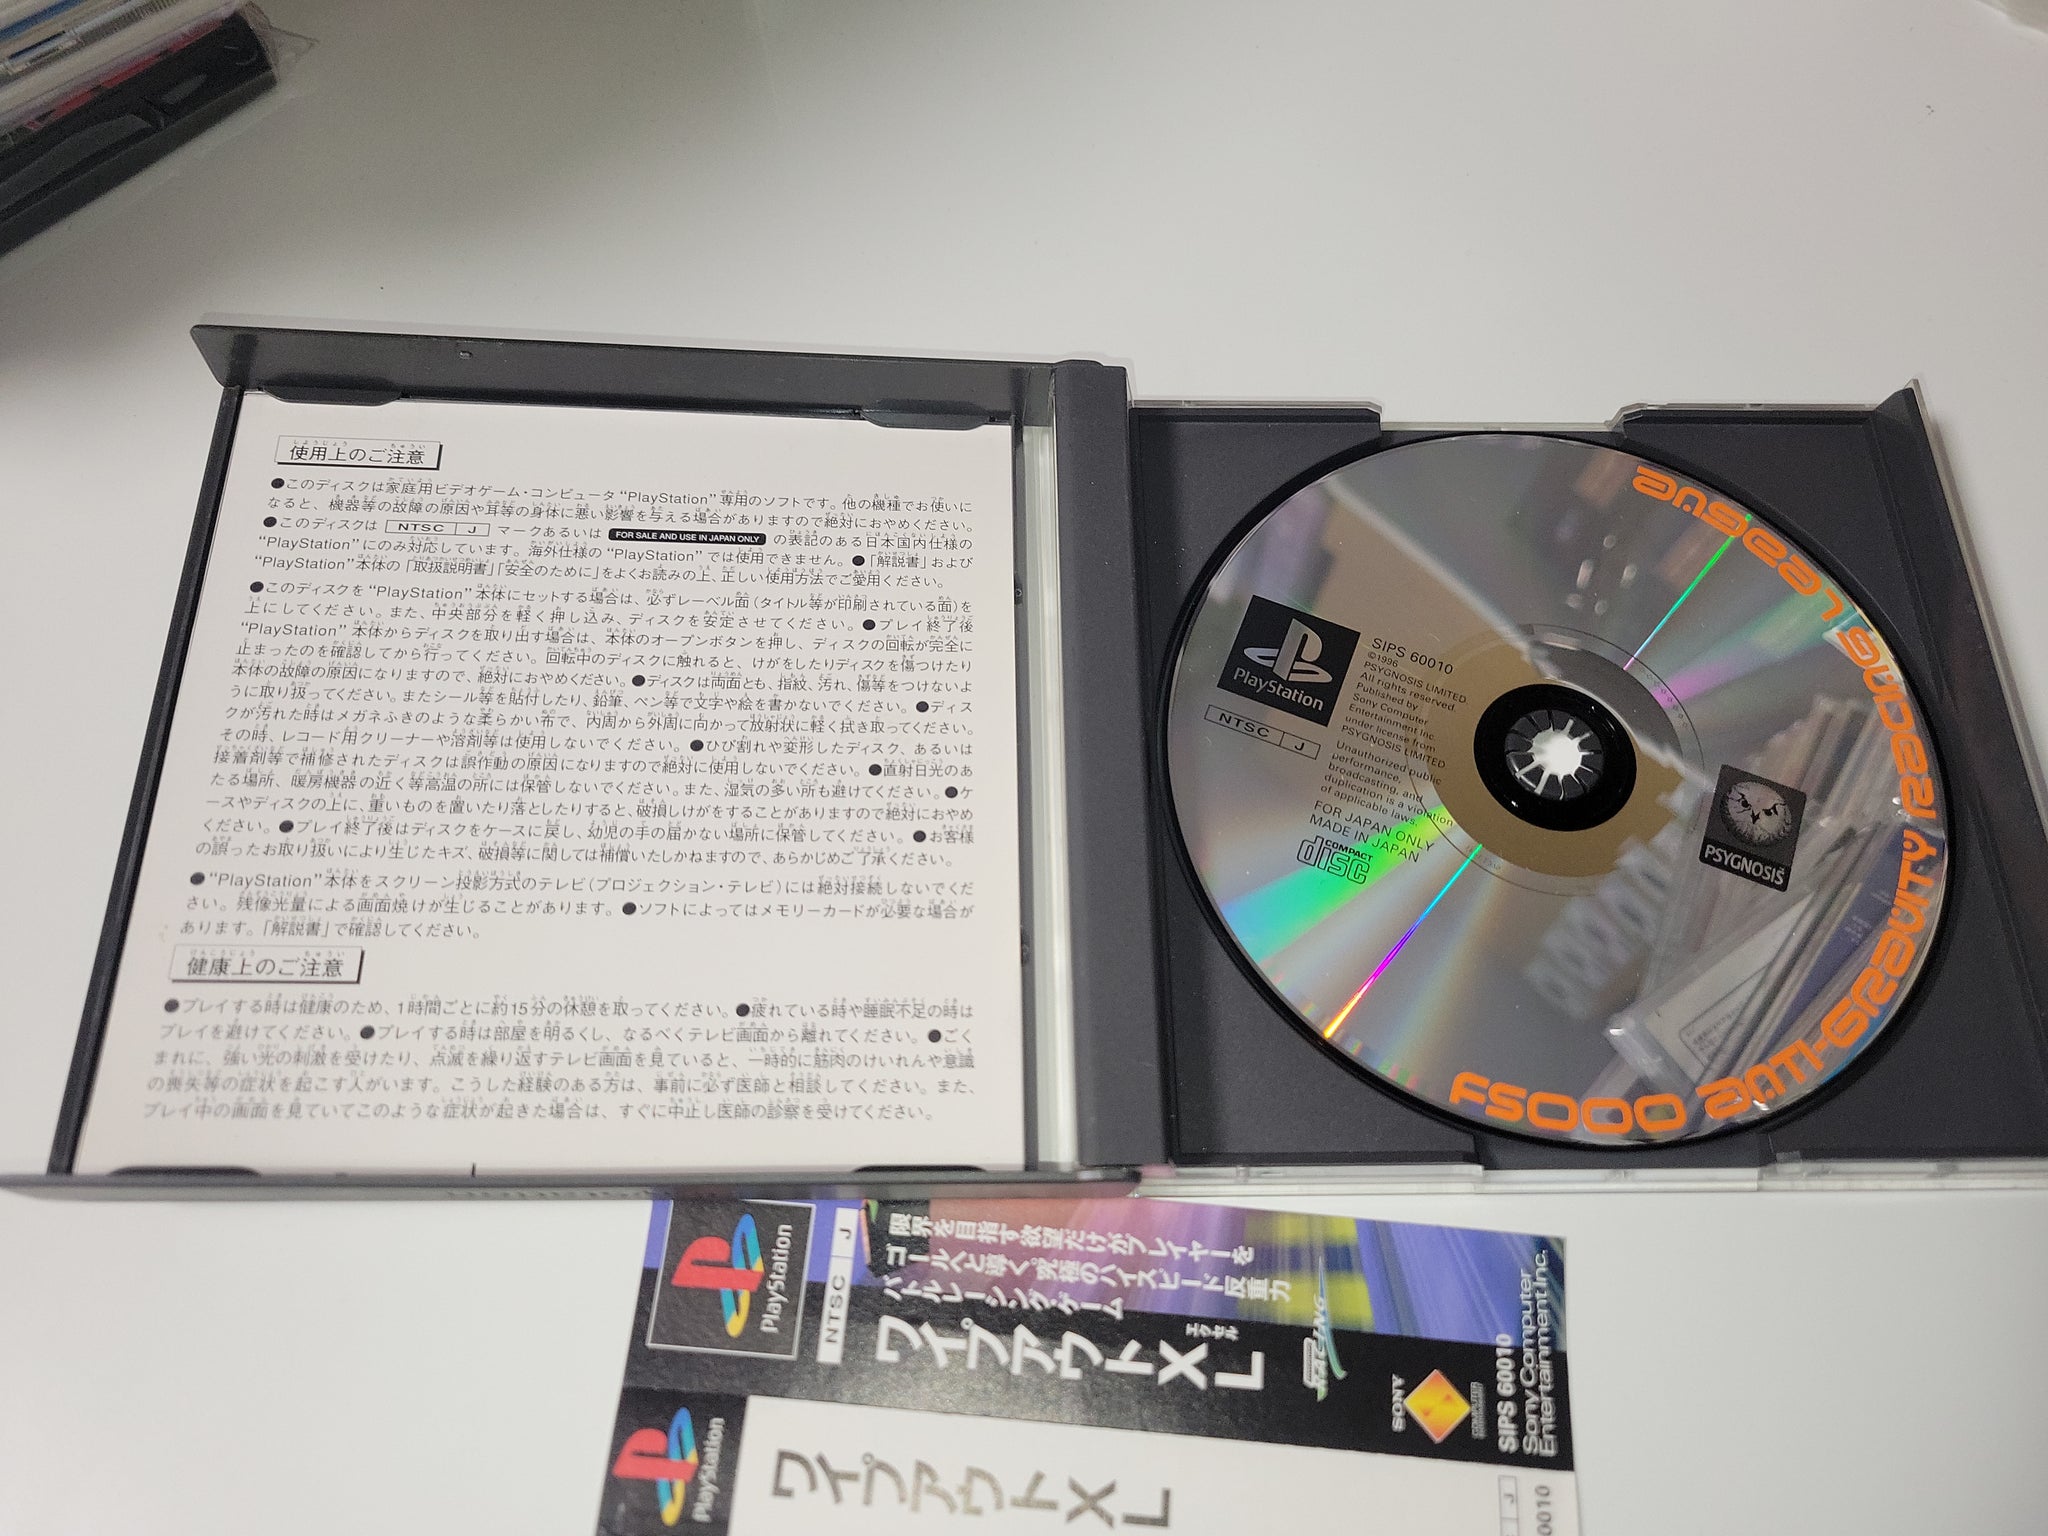 使用上のご注意
●このディスクは家庭用ビデオゲーム・コンピュータ“PlayStation”専用のソフトです。他の機種でお使いに
なると、機器等の故障の原因や耳等の身体に悪い影響を与える場合がありますので絶対におやめください。
●このディスクは NTSC J マークあるいは FOR SALE AND USE IN JAPAN ONLY の表記のある日本国内仕様の
“PlayStation”にのみ対応しています。海外仕様の“PlayStation”では使用できません。●「解説書」および
“PlayStation”本体の「取扱説明書」「安全のために」をよくお読みの上、正しい使用方法でご愛用ください。
●このディスクを“PlayStation”本体にセットする場合は、必ずレーベル面(タイトル等が印刷されている面)を
上にしてください。また、中央部分を軽く押し込み、ディスクを安定させてください。●プレイ終了後
“PlayStation”本体からディスクを取り出す場合は、本体のオープンボタンを押し、ディスクの回転が完全に
止まったのを確認してから行ってください。回転中のディスクに触れると、けがをしたりディスクを傷つけたり
本体の故障の原因になりますので、絶対におやめください。●ディスクは両面とも、指紋、汚れ、傷等をつけないよ
うに取り扱ってください。またシール等を貼付したり、鉛筆、ペン等で文字や絵を書かないでください。●ディス
クが汚れた時はメガネふきのような柔らかい布で、内周から外周に向かって放射状に軽く拭き取ってください。
その時、レコード用クリーナーや溶剤等は使用しないでください。●ひび割れや変形したディスク、あるいは
接着剤等で補修されたディスクは誤作動の原因になりますので絶対に使用しないでください。●直射日光のあ
たる場所、暖房機器の近く等高温の所には保管しないでください。また、湿気の多い所も避けてください。●ケ
ースやディスクの上に、重いものを置いたり落としたりすると、破損しけがをすることがありますので絶対におやめ
ください。●プレイ終了後はディスクをケースに戻し、幼児の手の届かない場所に保管してください。●お客様
の誤ったお取り扱いにより生じたキズ、破損等に関しては補償いたしかねますので、あらかじめご了承ください。
●“PlayStation”本体をスクリーン投影方式のテレビ(プロジェクション・テレビ)には絶対接続しないでくだ
さい。残像光量による画面焼けが生じることがあります。●ソフトによってはメモリーカードが必要な場合が
あります。「解説書」で確認してください。
健康上のご注意
●プレイする時は健康のため、1時間ごとに約15分の休憩を取ってください。●疲れている時や睡眠不足の時は
プレイを避けてください。●プレイする時は部屋を明るくし、なるべくテレビ画面から離れてください。●ごく
まれに、強い光の刺激を受けたり、点滅を繰り返すテレビ画面を見ていると、一時的に筋肉のけいれんや意識
の喪失等の症状を起こす人がいます。こうした経験のある方は、事前に必ず医師と相談してください。また、
プレイ中の画面を見ていてこのような症状が起きた場合は、すぐに中止し医師の診察を受けてください。
PlayStation
NTSC J
SIPS 60010
©1996
PSYGNOSIS LIMITED
All rights reserved.
Published by
Sony Computer
Entertainment Inc.
under license from
PSYGNOSIS LIMITED
Unauthorized public
performance,
broadcasting, and
duplication is a violation
of applicable laws.
FOR JAPAN ONLY
MADE IN JAPAN
COMPACT
disc
PSYGNOSIS
F5000 ANTI-GRAVITY RACING LEAGUE
PlayStation
NTSC J
限界を目指す欲望だけがプレイヤーを
ゴールへと導く究極のハイスピード反重力
バトルレーシング・ゲーム
エクセル
ワイプアウトXL
SONY
SIPS 60010
Sony Computer
Entertainment Inc.
PlayStation
ワイプアウトXL
J
0010